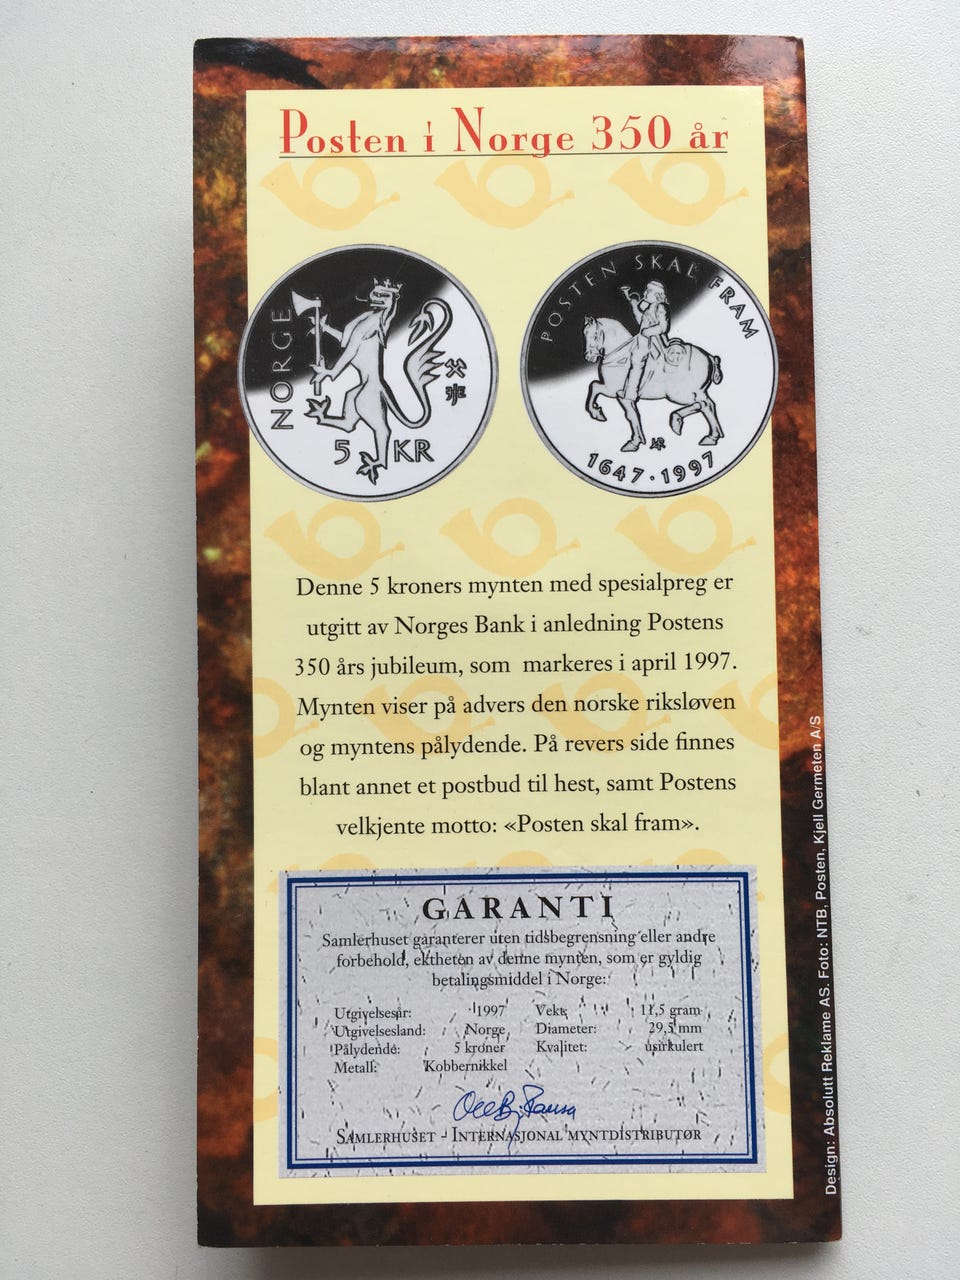 Posten i Norge 350 år
NORGE
5 KR
POSTEN SKAL FRAM
1647·1997
Denne 5 kroners mynten med spesialpreg er
utgitt av Norges Bank i anledning Postens
350 års jubileum, som markeres i april 1997.
Mynten viser på advers den norske riksløven
og myntens pålydende. På revers side finnes
blant annet et postbud til hest, samt Postens
velkjente motto: «Posten skal fram».
GARANTI
Samlerhuset garanterer uten tidsbegrensning eller andre
forbehold, ektheten av denne mynten, som er gyldig
betalingsmiddel i Norge:
Utgivelsesår: 1997 Vekt: 11,5 gram
Utgivelsesland: Norge Diameter: 29,5 mm
Pålydende: 5 kroner Kvalitet: usirkulert
Metall: Kobbernikkel
SAMLERHUSET - INTERNASJONAL MYNTDISTRIBUTØR
Design: Absolutt Reklame AS. Foto: NTB, Posten, Kjell Germeten A/S